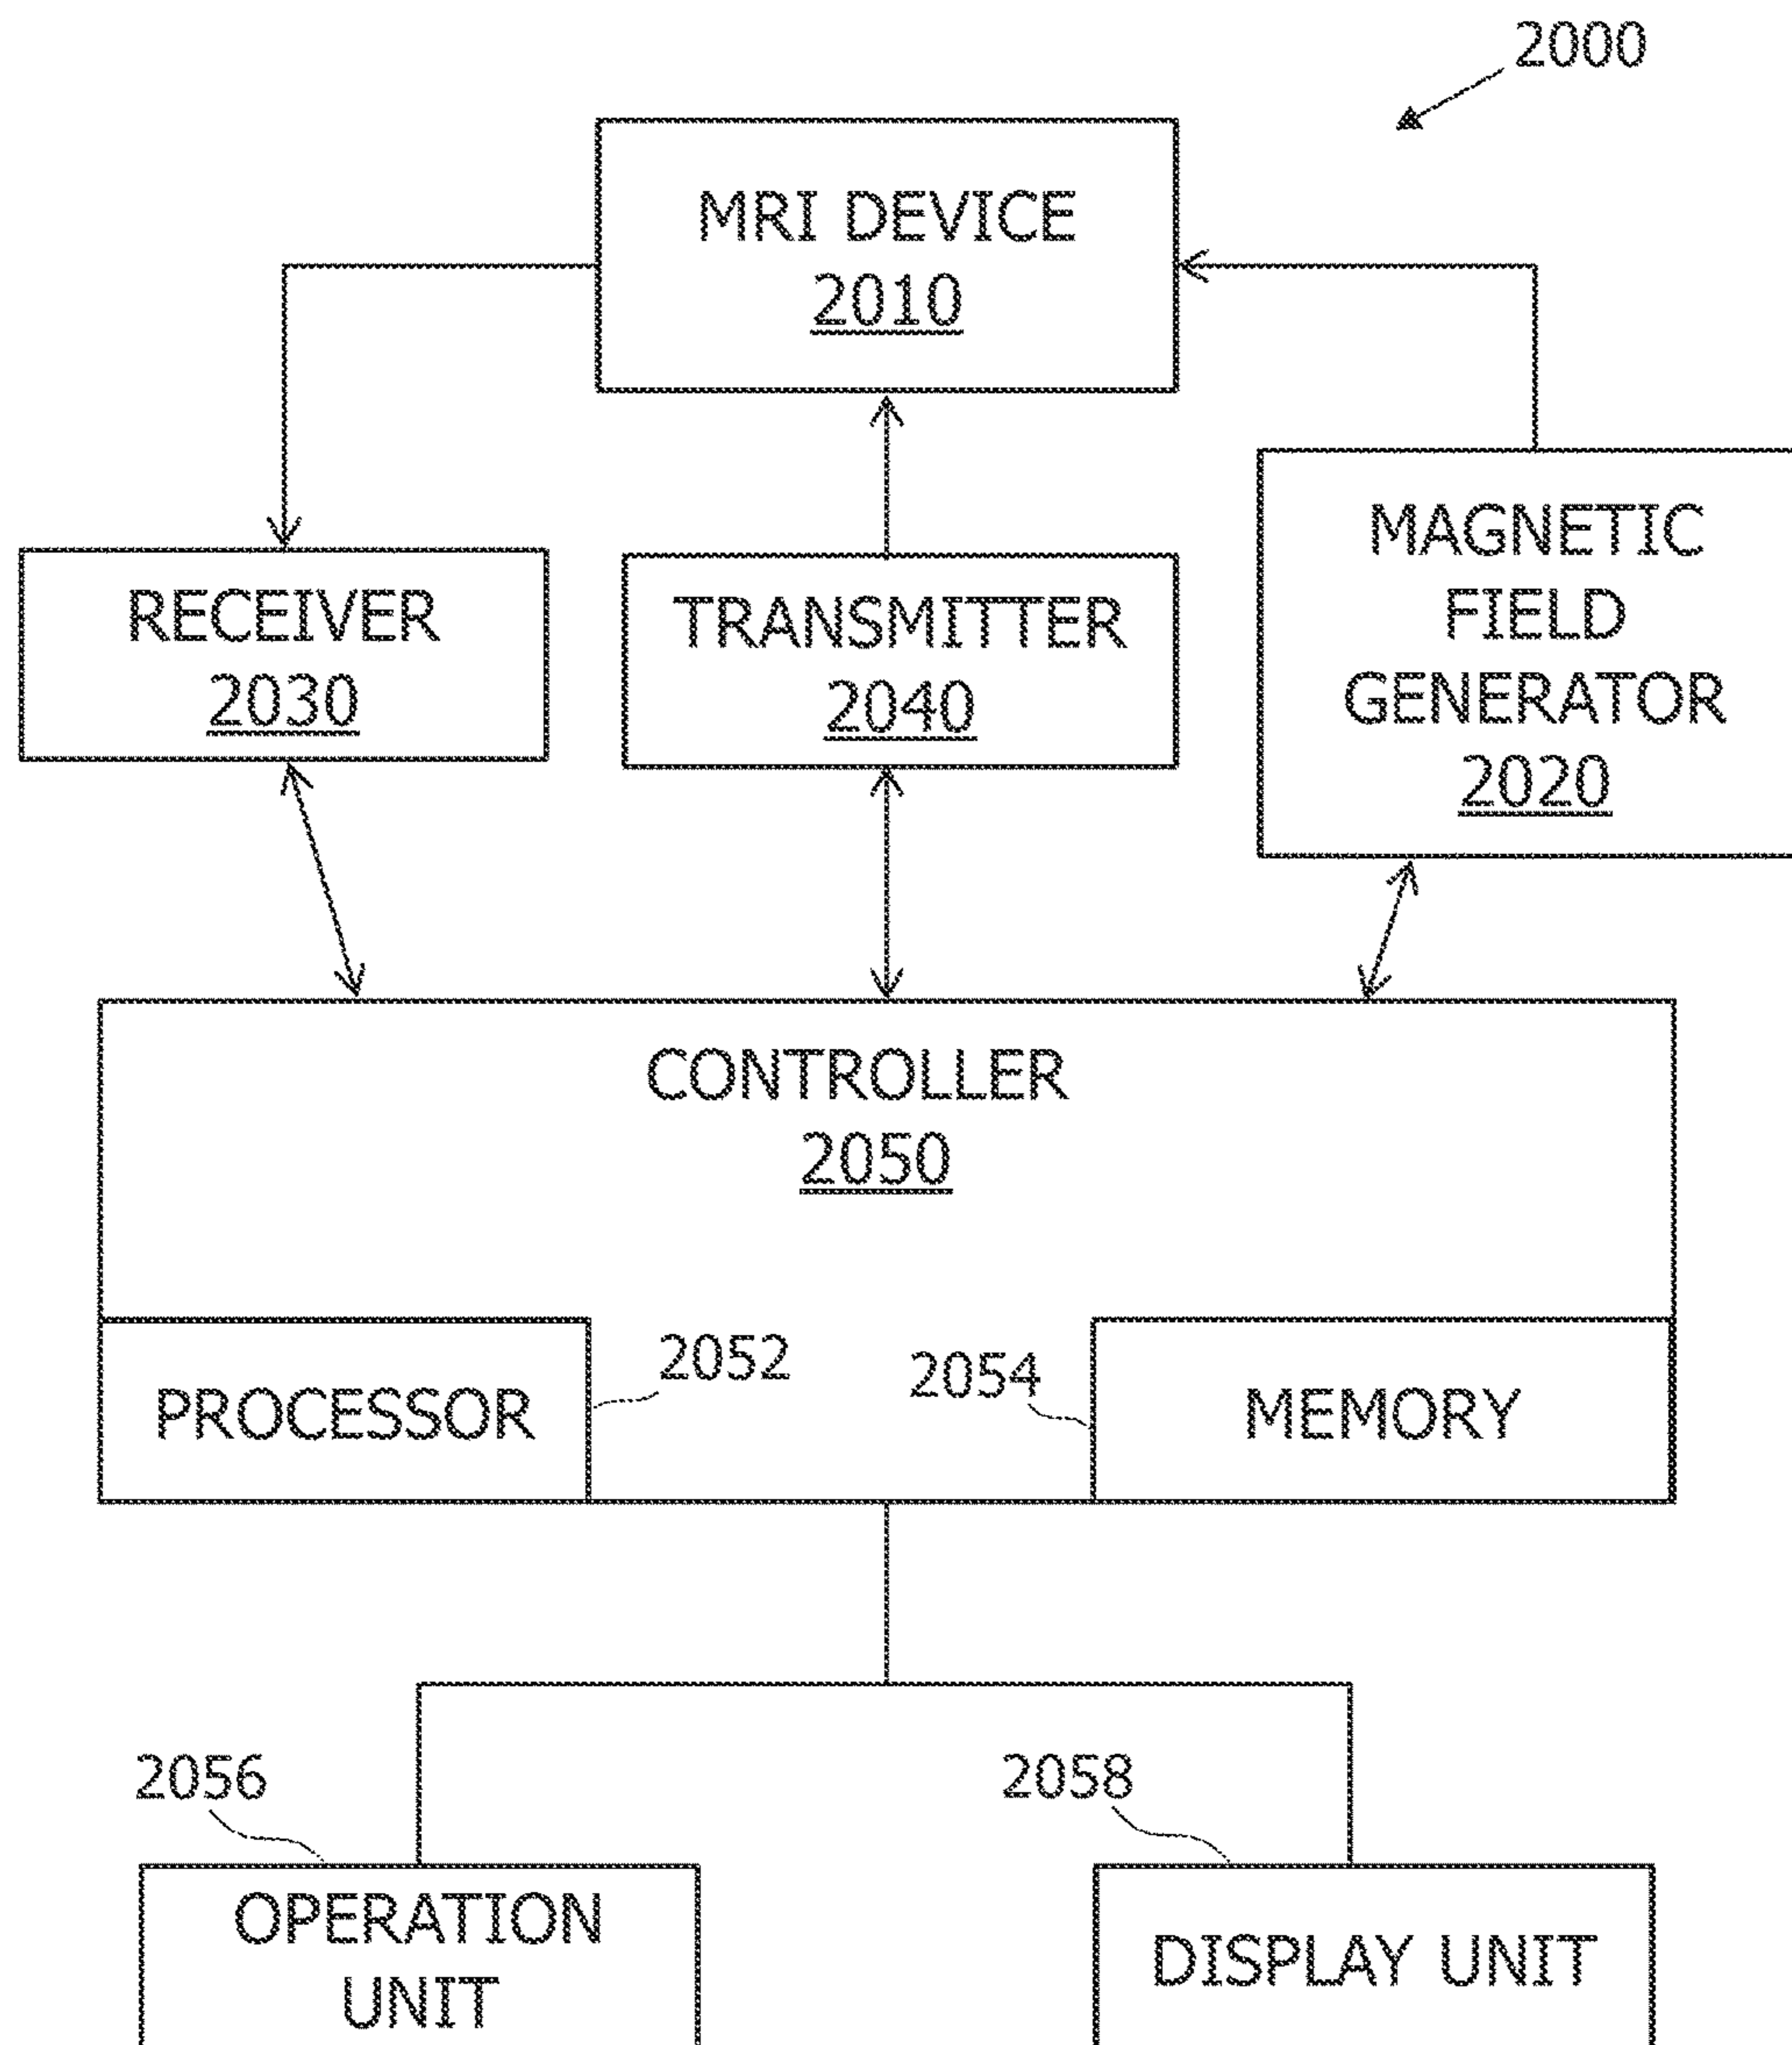 2000
MRI DEVICE
2010
RECEIVER
2030
TRANSMITTER
2040
MAGNETIC
FIELD
GENERATOR
2020
CONTROLLER
2050
PROCESSOR
2052
2054
MEMORY
2056
OPERATION
UNIT
2058
DISPLAY UNIT